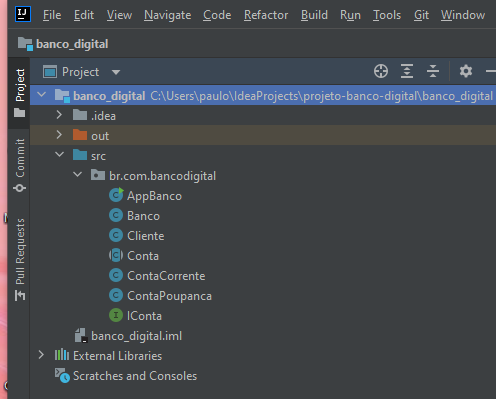 IJ File Edit View Navigate Code Refactor Build Run Tools Git Window
banco_digital
Project
Project
banco_digital C:\Users\paulo\IdeaProjects\projeto-banco-digital\banco_digital
.idea
out
src
br.com.bancodigital
C AppBanco
C Banco
C Cliente
C Conta
C ContaCorrente
C ContaPoupanca
I IConta
banco_digital.iml
External Libraries
Scratches and Consoles
Commit
Pull Requests